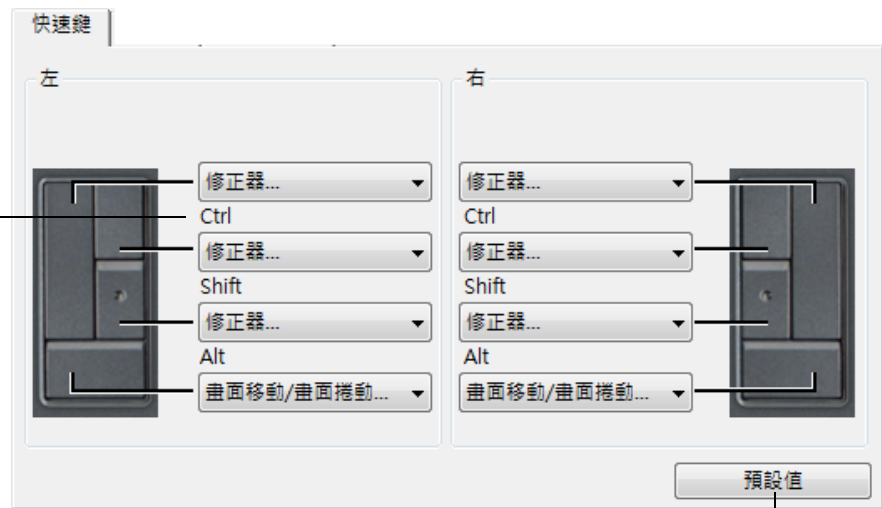 快速鍵
左
修正器...
Ctrl
修正器...
Shift
修正器...
Alt
畫面移動/畫面捲動...
右
修正器...
Ctrl
修正器...
Shift
修正器...
Alt
畫面移動/畫面捲動...
預設值